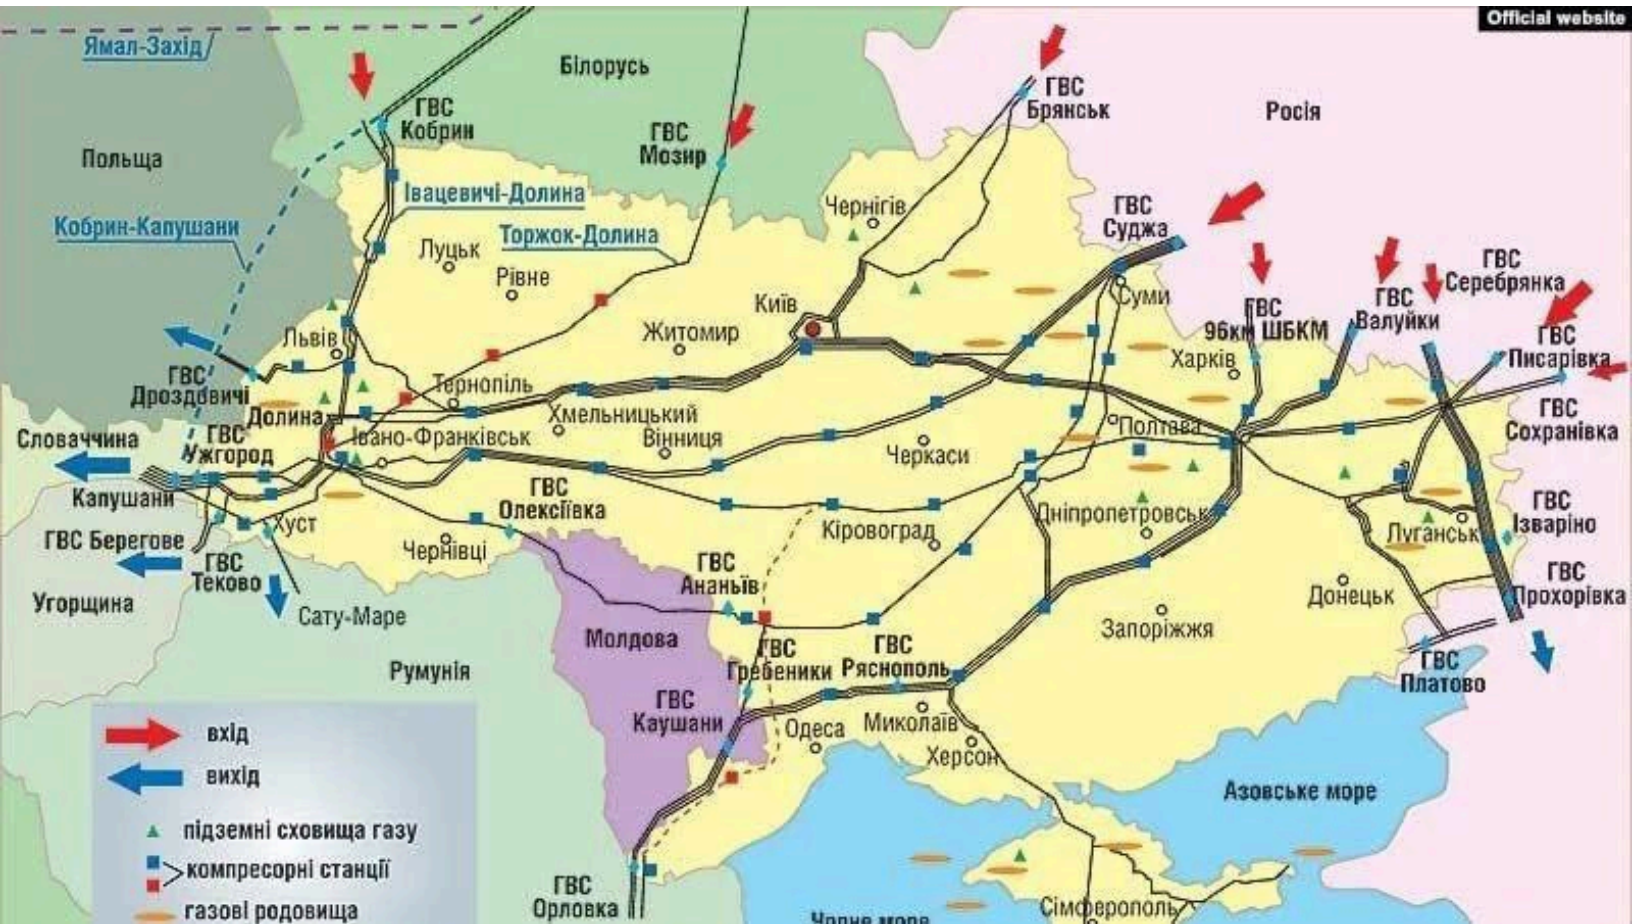 Official website
Ямал-Захід
Білорусь
ГВС
Брянськ
Росія
ГВС
Кобрин
ГВС
Мозир
Польща
Івацевичі-Долина
Чернігів
ГВС
Суджа
Кобрин-Капушани
Торжок-Долина
Луцьк
Рівне
ГВС
Серебрянка
Київ
Суми
ГВС
96км ШБКМ
ГВС
Валуйки
Львів
Житомир
Харків
ГВС
Писарівка
ГВС
Дроздовичі
Тернопіль
Долина
Хмельницький
Словаччина
ГВС
Ужгород
Івано-Франківськ
Вінниця
Черкаси
Полтава
ГВС
Сохранівка
Капушани
ГВС
Олексіївка
Хуст
Чернівці
Кіровоград
Дніпропетровськ
Луганськ
ГВС
Ізваріно
ГВС Берегове
ГВС
Теково
ГВС
Ананьїв
Донецьк
ГВС
Прохорівка
Угорщина
Сату-Маре
Молдова
Запоріжжя
Румунія
ГВС
Гребеники
ГВС
Ряснополь
ГВС
Платово
ГВС
Каушани
Одеса
Миколаїв
Херсон
вхід
вихід
Азовське море
підземні сховища газу
компресорні станції
газові родовища
ГВС
Орловка
Сімферополь
Чорне море